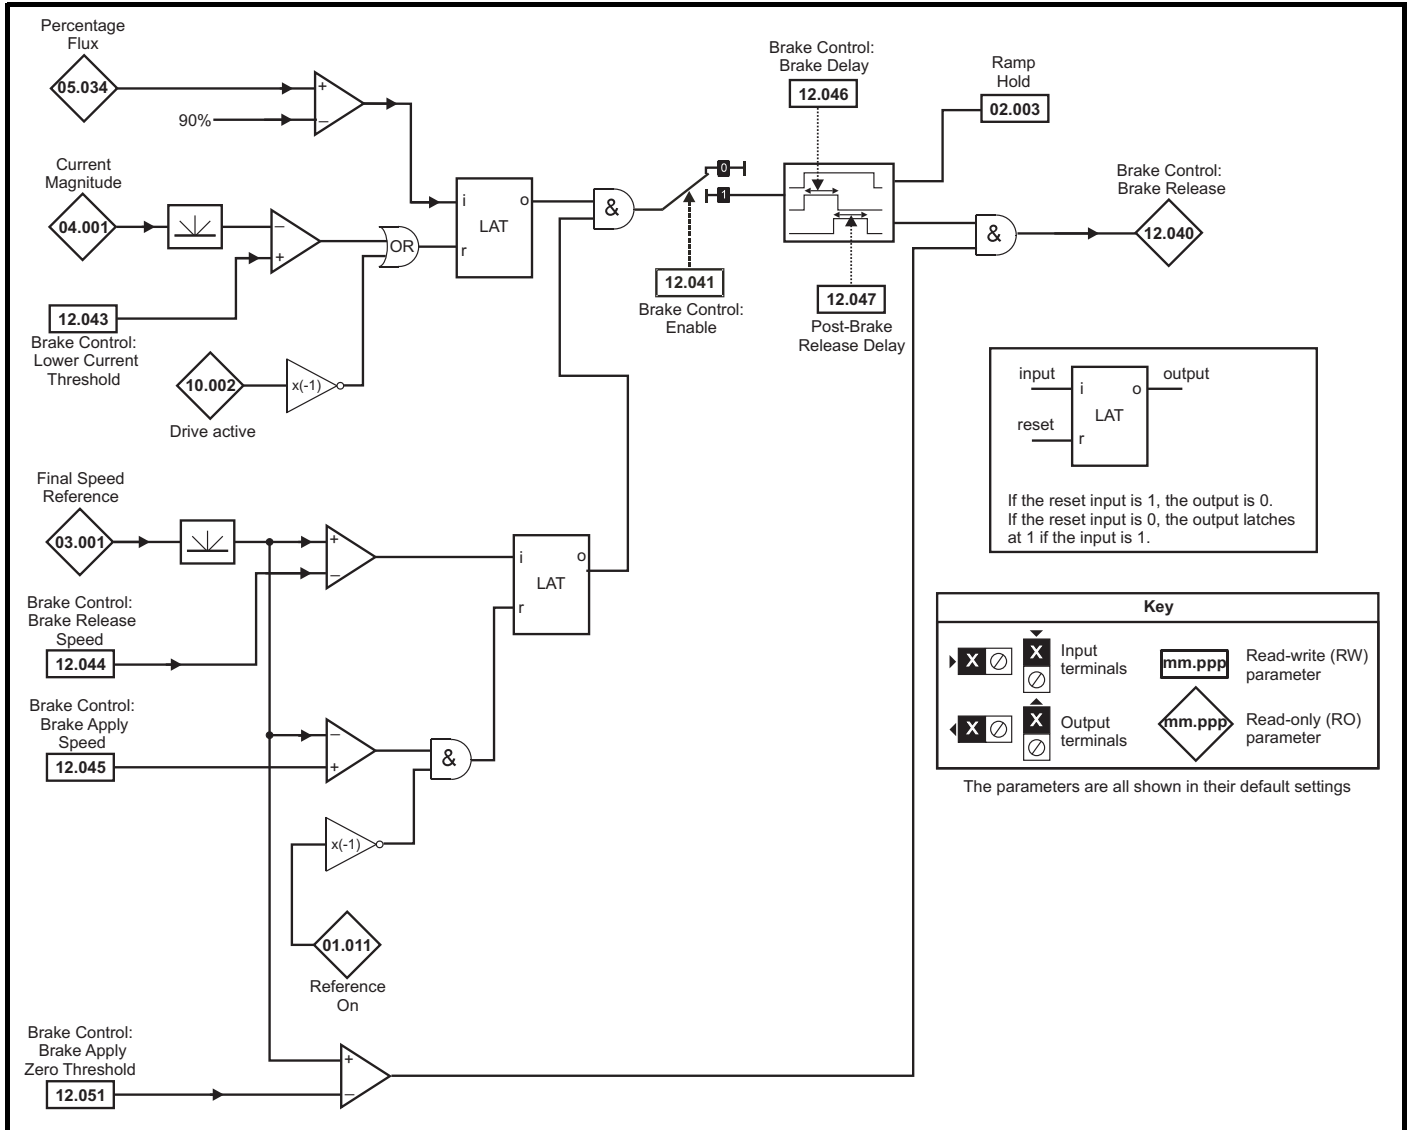 Percentage
Flux
05.034
+
90%
–
Current
Magnitude
04.001
–
+
OR
12.043
Brake Control:
Lower Current
Threshold
10.002
x(-1)
Drive active
i
o
LAT
r
&
0
1
12.041
Brake Control:
Enable
Brake Control:
Brake Delay
12.046
12.047
Post-Brake
Release Delay
Ramp
Hold
02.003
&
Brake Control:
Brake Release
12.040
Final Speed
Reference
03.001
+
–
Brake Control:
Brake Release
Speed
12.044
i
o
LAT
r
Brake Control:
Brake Apply
Speed
12.045
–
+
&
x(-1)
01.011
Reference
On
Brake Control:
Brake Apply
Zero Threshold
12.051
+
–
input
output
i
o
LAT
reset
r
If the reset input is 1, the output is 0.
If the reset input is 0, the output latches
at 1 if the input is 1.
Key
X
X
Input
terminals
mm.ppp
Read-write (RW)
parameter
X
X
Output
terminals
mm.ppp
Read-only (RO)
parameter
The parameters are all shown in their default settings